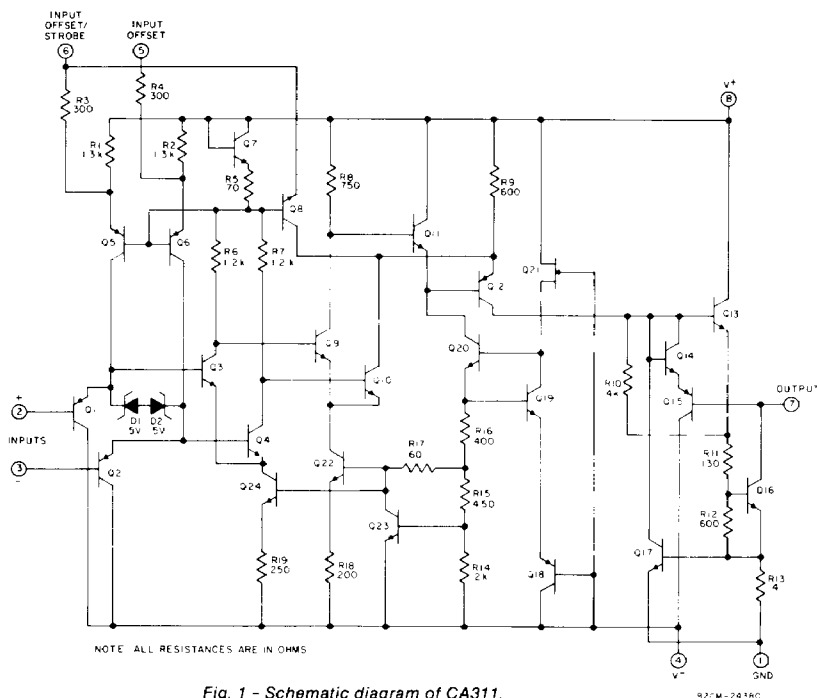 INPUT
OFFSET/
STROBE
INPUT
OFFSET
6
5
R3
300
R4
300
V+
8
R1
1.3k
R2
1.3k
Q7
R5
70
Q8
R8
750
R9
600
Q5
Q6
R6
1.2k
R7
1.2k
Q11
Q21
Q12
Q13
Q3
Q9
Q20
Q14
Q10
R10
4k
OUTPUT
7
Q15
+
2
Q1
D1
5V
D2
5V
Q19
INPUTS
Q4
R17
60
R16
400
R11
130
3
-
Q2
Q22
Q16
Q24
R15
450
R12
600
Q23
Q17
R19
250
R18
200
R14
2k
Q18
R13
4
NOTE ALL RESISTANCES ARE IN OHMS
4
V-
1
GND
Fig. 1 - Schematic diagram of CA311.
92CM-2438C